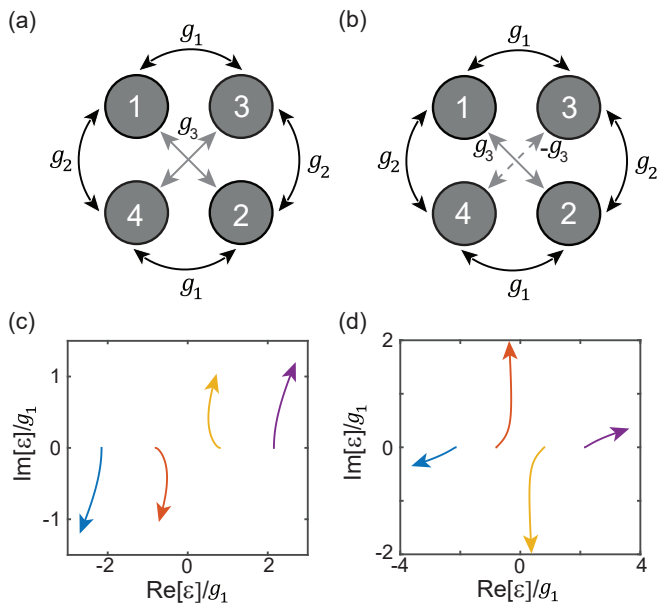 (a)
g₁
1
3
g₃
g₂
g₂
4
2
g₁
(b)
g₁
1
3
g₃
-g₃
g₂
g₂
4
2
g₁
(c)
1
0
-1
Im[ε]/g₁
-2
0
2
Re[ε]/g₁
(d)
2
0
-2
Im[ε]/g₁
-4
0
4
Re[ε]/g₁